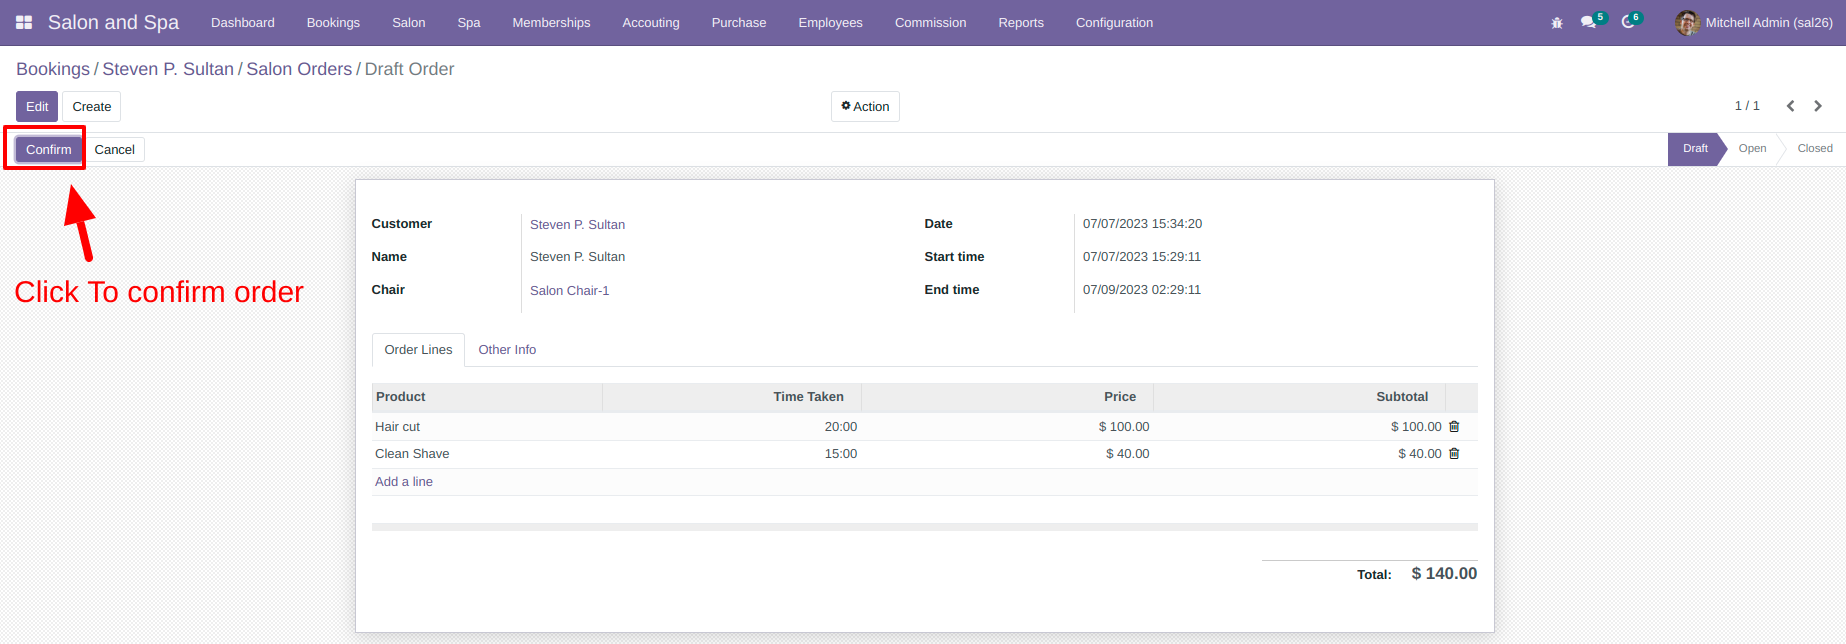 Salon and Spa Dashboard Bookings Salon Spa Memberships Accouting Purchase Employees Commission Reports Configuration 5 6 Mitchell Admin (sal26)
Bookings / Steven P. Sultan / Salon Orders / Draft Order
Edit Create Action 1 / 1
Confirm Cancel Draft Open Closed
Customer Steven P. Sultan Date 07/07/2023 15:34:20
Name Steven P. Sultan Start time 07/07/2023 15:29:11
Chair Salon Chair-1 End time 07/09/2023 02:29:11
Click To confirm order
Order Lines Other Info
Product Time Taken Price Subtotal
Hair cut 20:00 $ 100.00 $ 100.00
Clean Shave 15:00 $ 40.00 $ 40.00
Add a line
Total: $ 140.00